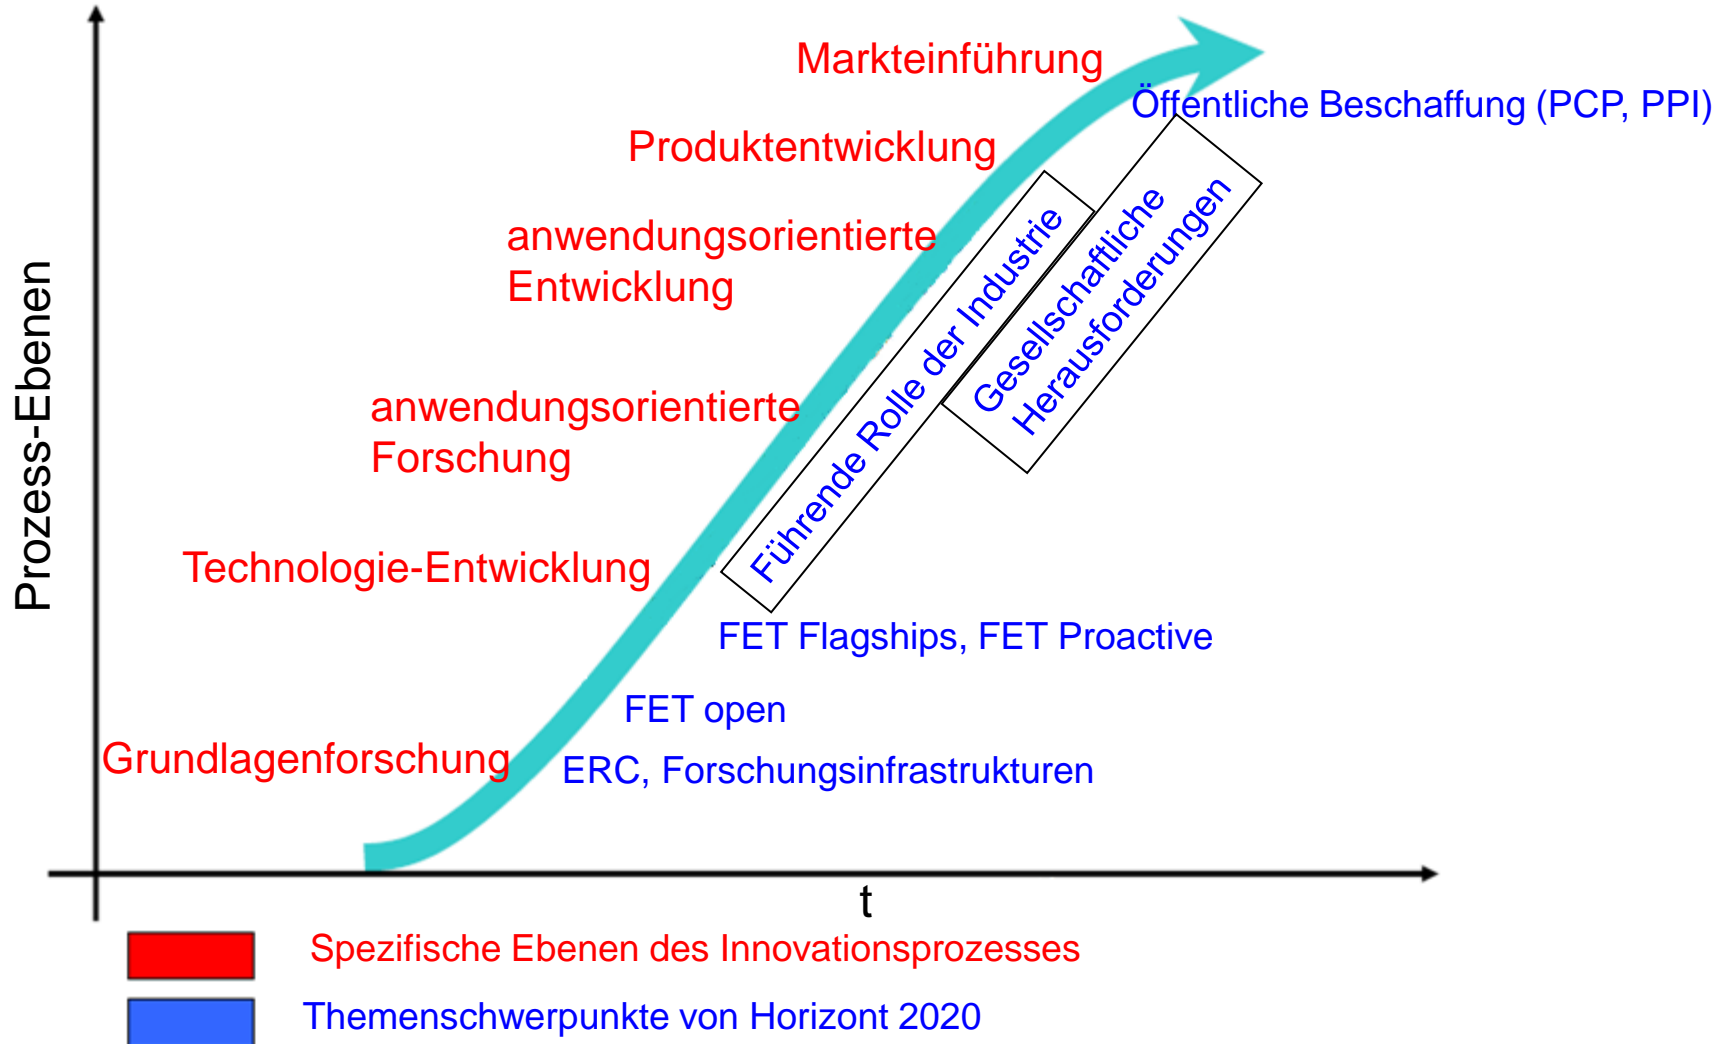 Markteinführung
Öffentliche Beschaffung (PCP, PPI)
Produktentwicklung
anwendungsorientierte
Entwicklung
Führende Rolle der Industrie
Gesellschaftliche
Herausforderungen
anwendungsorientierte
Forschung
Prozess-Ebenen
Technologie-Entwicklung
FET Flagships, FET Proactive
FET open
Grundlagenforschung
ERC, Forschungsinfrastrukturen
t
Spezifische Ebenen des Innovationsprozesses
Themenschwerpunkte von Horizont 2020